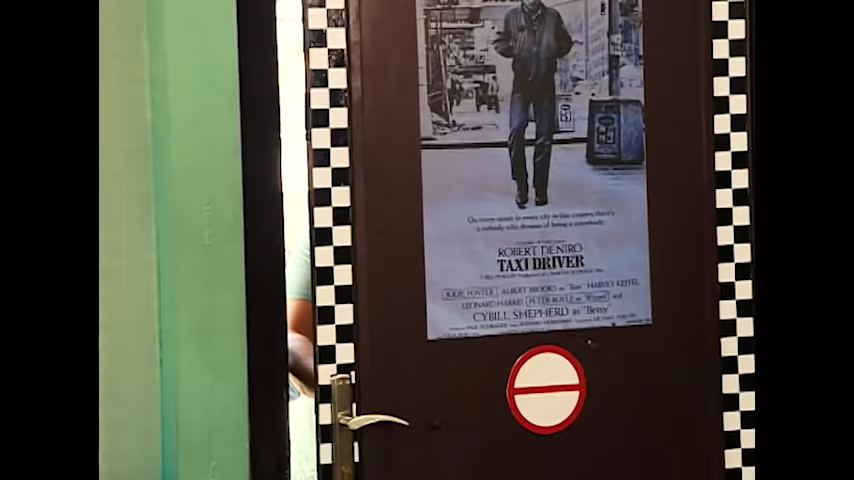 On every street in every city in this country, there's
a nobody who dreams of being a somebody.
ROBERT DE NIRO
TAXI DRIVER
JODIE FOSTER ALBERT BROOKS as "Tom" HARVEY KEITEL
LEONARD HARRIS PETER BOYLE as "Wizard" and
CYBILL SHEPHERD as "Betsy"